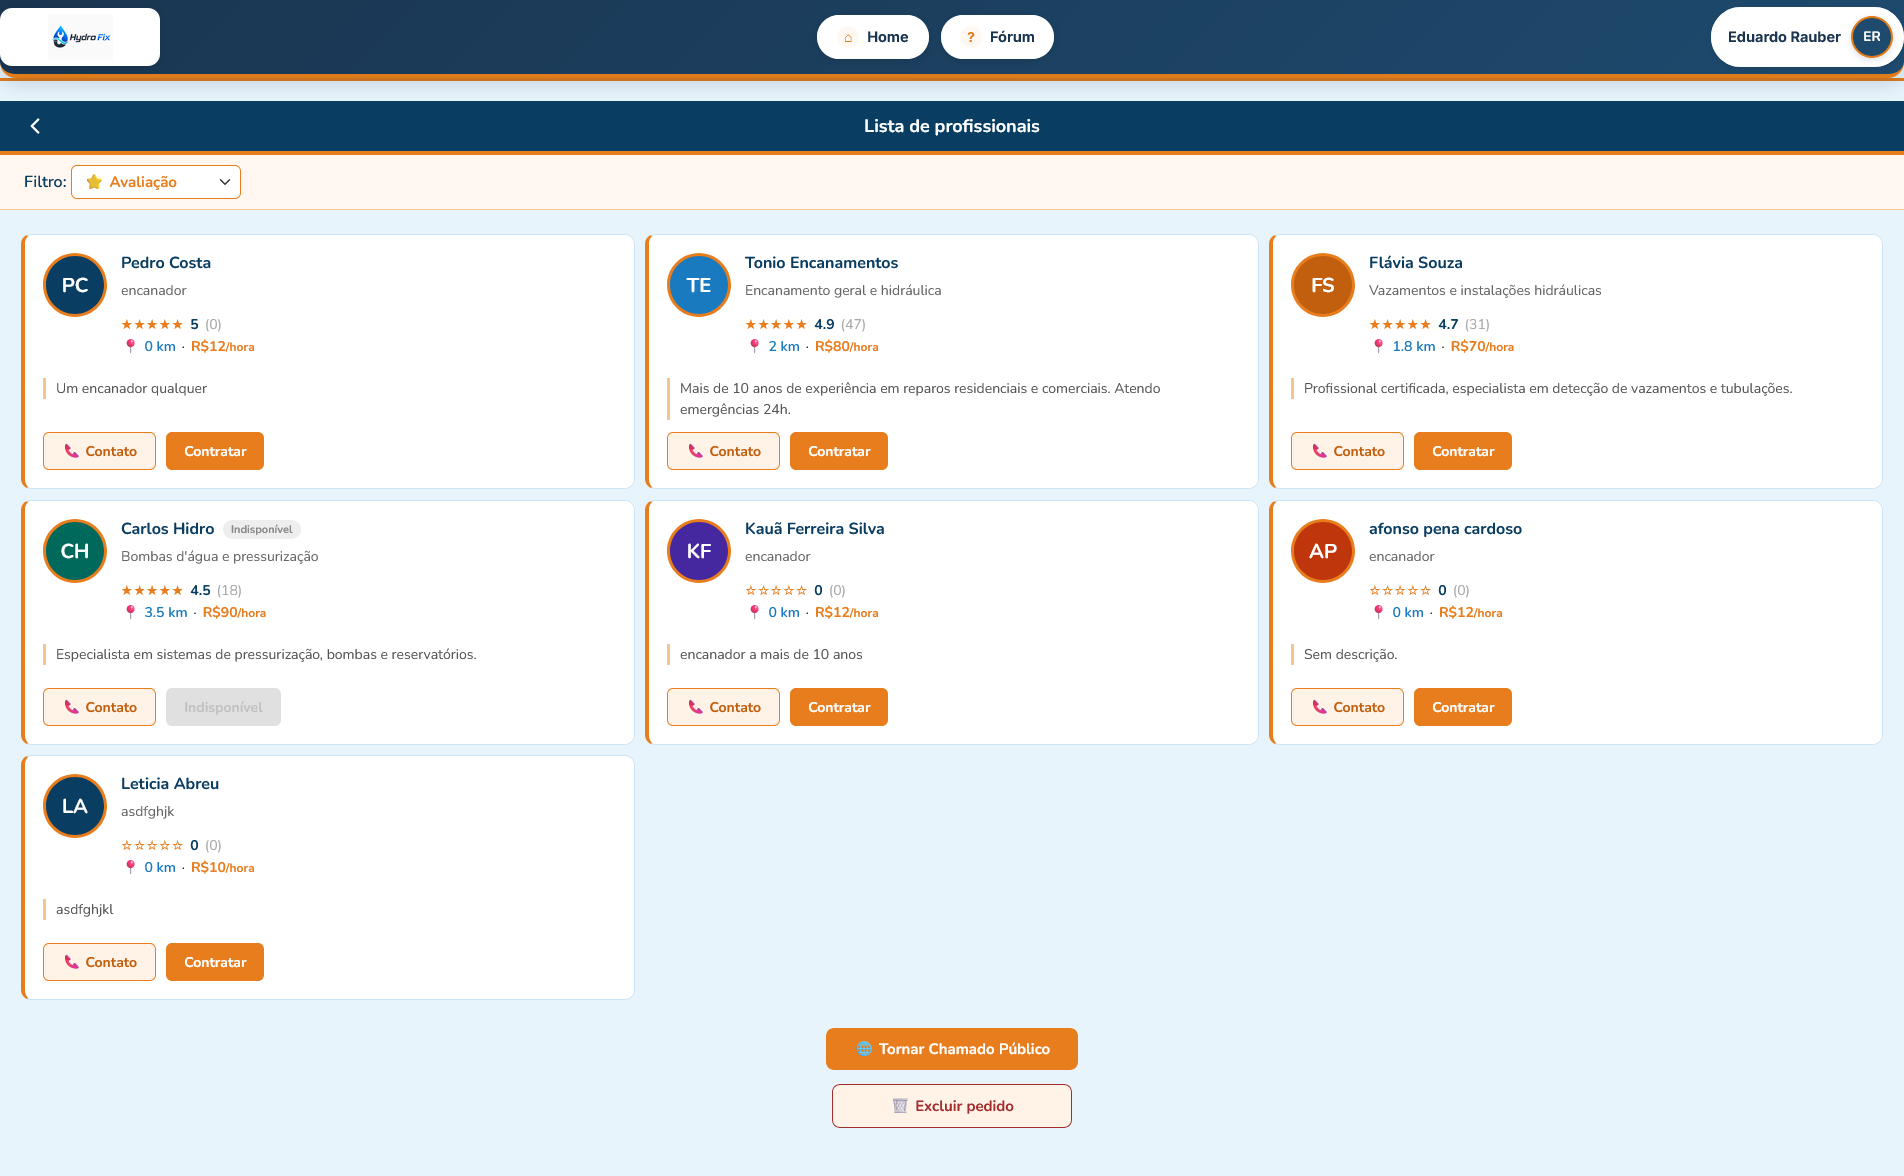 Hydro Fix
⌂ Home
? Fórum
Eduardo Rauber
ER
Lista de profissionais
Filtro: ⭐ Avaliação
PC
Pedro Costa
encanador
★★★★★ 5 (0)
📍 0 km · R$12/hora
Um encanador qualquer
📞 Contato
Contratar
TE
Tonio Encanamentos
Encanamento geral e hidráulica
★★★★★ 4.9 (47)
📍 2 km · R$80/hora
Mais de 10 anos de experiência em reparos residenciais e comerciais. Atendo
emergências 24h.
📞 Contato
Contratar
FS
Flávia Souza
Vazamentos e instalações hidráulicas
★★★★★ 4.7 (31)
📍 1.8 km · R$70/hora
Profissional certificada, especialista em detecção de vazamentos e tubulações.
📞 Contato
Contratar
CH
Carlos Hidro Indisponível
Bombas d'água e pressurização
★★★★★ 4.5 (18)
📍 3.5 km · R$90/hora
Especialista em sistemas de pressurização, bombas e reservatórios.
📞 Contato
Indisponível
KF
Kauã Ferreira Silva
encanador
☆☆☆☆☆ 0 (0)
📍 0 km · R$12/hora
encanador a mais de 10 anos
📞 Contato
Contratar
AP
afonso pena cardoso
encanador
☆☆☆☆☆ 0 (0)
📍 0 km · R$12/hora
Sem descrição.
📞 Contato
Contratar
LA
Leticia Abreu
asdfghjk
☆☆☆☆☆ 0 (0)
📍 0 km · R$10/hora
asdfghjkl
📞 Contato
Contratar
🌐 Tornar Chamado Público
🗑️ Excluir pedido